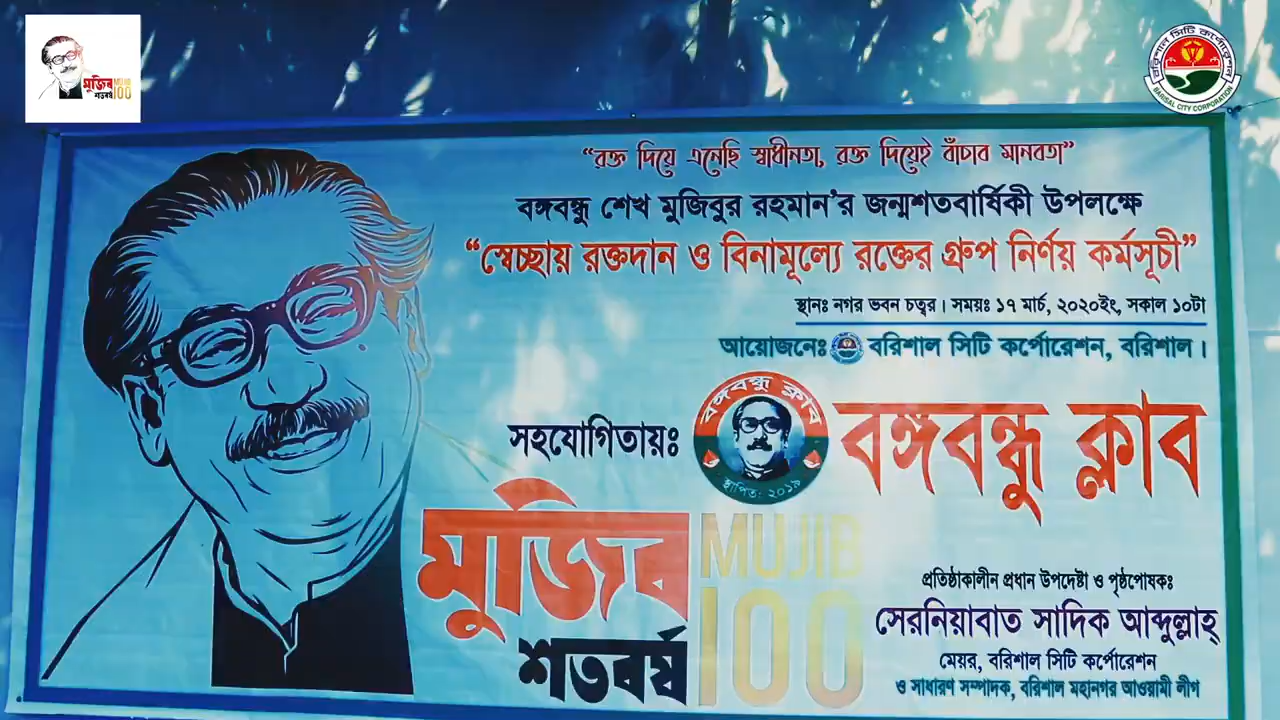 মুজিব
শতবর্ষ
MUJIB
100
বরিশাল সিটি কর্পোরেশন
BARISAL CITY CORPORATION
“রক্ত দিয়ে এনেছি স্বাধীনতা, রক্ত দিয়েই বাঁচাব মানবতা”
বঙ্গবন্ধু শেখ মুজিবুর রহমান’র জন্মশতবার্ষিকী উপলক্ষে
“স্বেচ্ছায় রক্তদান ও বিনামূল্যে রক্তের গ্রুপ নির্ণয় কর্মসূচী”
স্থানঃ নগর ভবন চত্বর। সময়ঃ ১৭ মার্চ, ২০২০ইং, সকাল ১০টা
আয়োজনেঃ বরিশাল সিটি কর্পোরেশন, বরিশাল।
সহযোগিতায়ঃ
বঙ্গবন্ধু ক্লাব
স্থাপিত: ২০১৯
বঙ্গবন্ধু ক্লাব
মুজিব
শতবর্ষ
MUJIB
100
প্রতিষ্ঠাকালীন প্রধান উপদেষ্টা ও পৃষ্ঠপোষকঃ
সেরনিয়াবাত সাদিক আব্দুল্লাহ্
মেয়র, বরিশাল সিটি কর্পোরেশন
ও সাধারণ সম্পাদক, বরিশাল মহানগর আওয়ামী লীগ